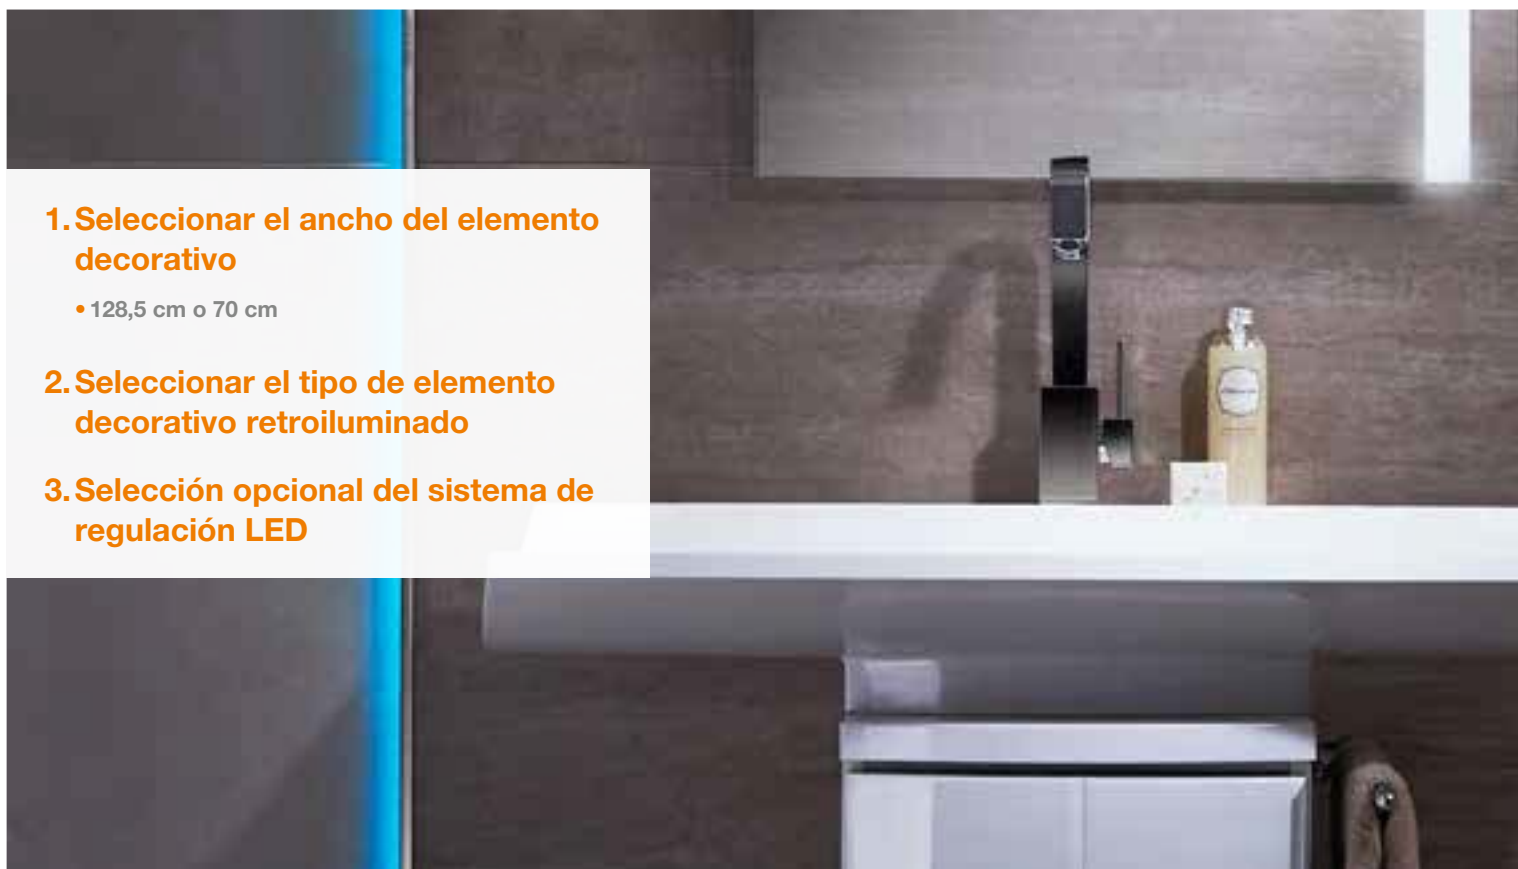 1. Seleccionar el ancho del elemento
decorativo
• 128,5 cm o 70 cm
2. Seleccionar el tipo de elemento
decorativo retroiluminado
3. Selección opcional del sistema de
regulación LED